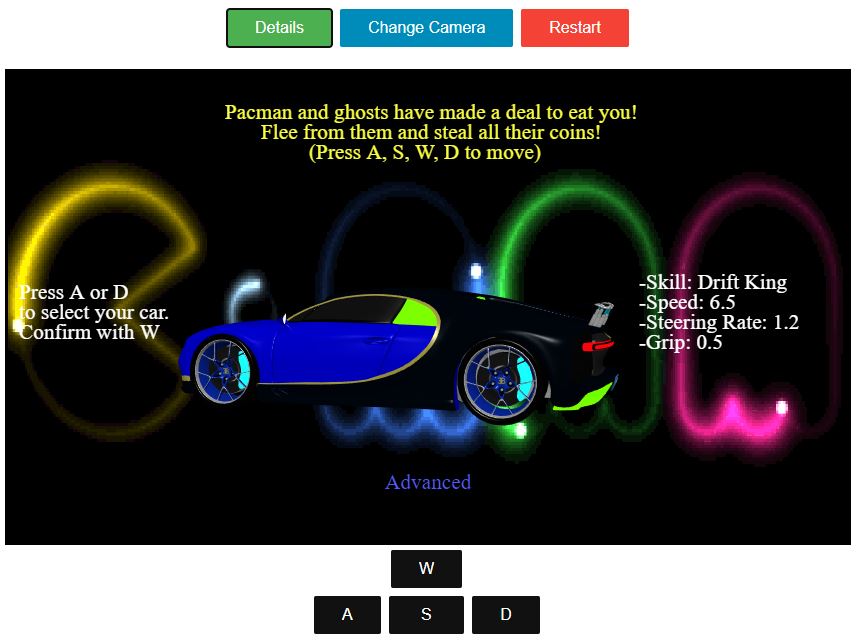 Details
Change Camera
Restart
Pacman and ghosts have made a deal to eat you!
Flee from them and steal all their coins!
(Press A, S, W, D to move)
Press A or D
to select your car.
Confirm with W
-Skill: Drift King
-Speed: 6.5
-Steering Rate: 1.2
-Grip: 0.5
Advanced
W
A
S
D